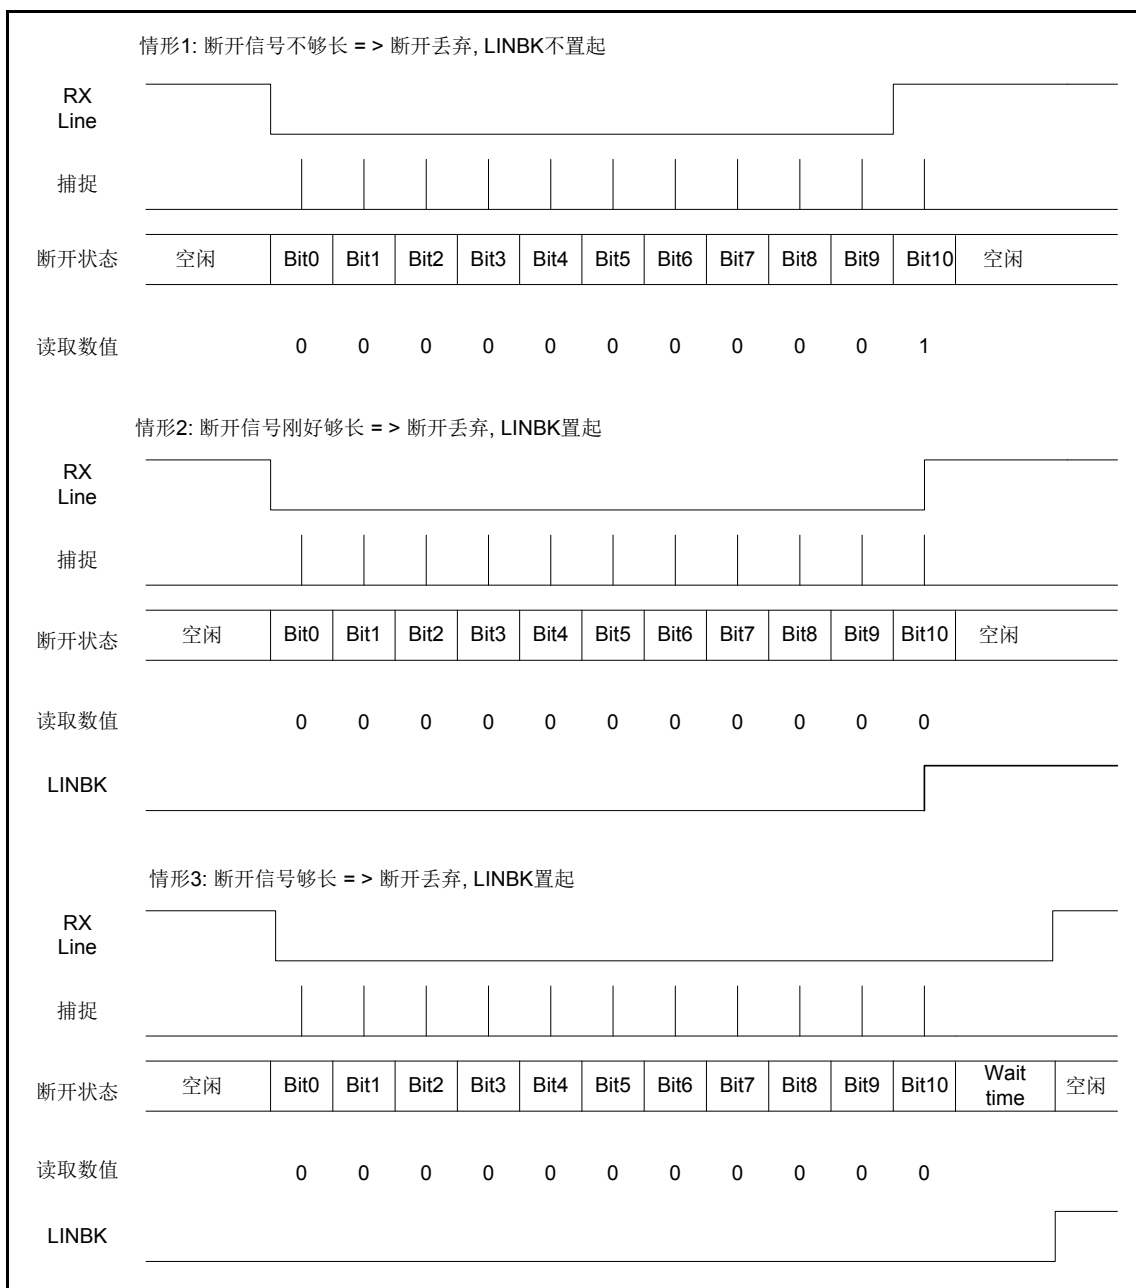 情形1: 断开信号不够长 = > 断开丢弃, LINBK不置起
RX
Line
捕捉
断开状态 空闲 Bit0 Bit1 Bit2 Bit3 Bit4 Bit5 Bit6 Bit7 Bit8 Bit9 Bit10 空闲
读取数值 0 0 0 0 0 0 0 0 0 0 1
情形2: 断开信号刚好够长 = > 断开丢弃, LINBK置起
RX
Line
捕捉
断开状态 空闲 Bit0 Bit1 Bit2 Bit3 Bit4 Bit5 Bit6 Bit7 Bit8 Bit9 Bit10 空闲
读取数值 0 0 0 0 0 0 0 0 0 0 0
LINBK
情形3: 断开信号够长 = > 断开丢弃, LINBK置起
RX
Line
捕捉
断开状态 空闲 Bit0 Bit1 Bit2 Bit3 Bit4 Bit5 Bit6 Bit7 Bit8 Bit9 Bit10 Wait time 空闲
读取数值 0 0 0 0 0 0 0 0 0 0 0
LINBK